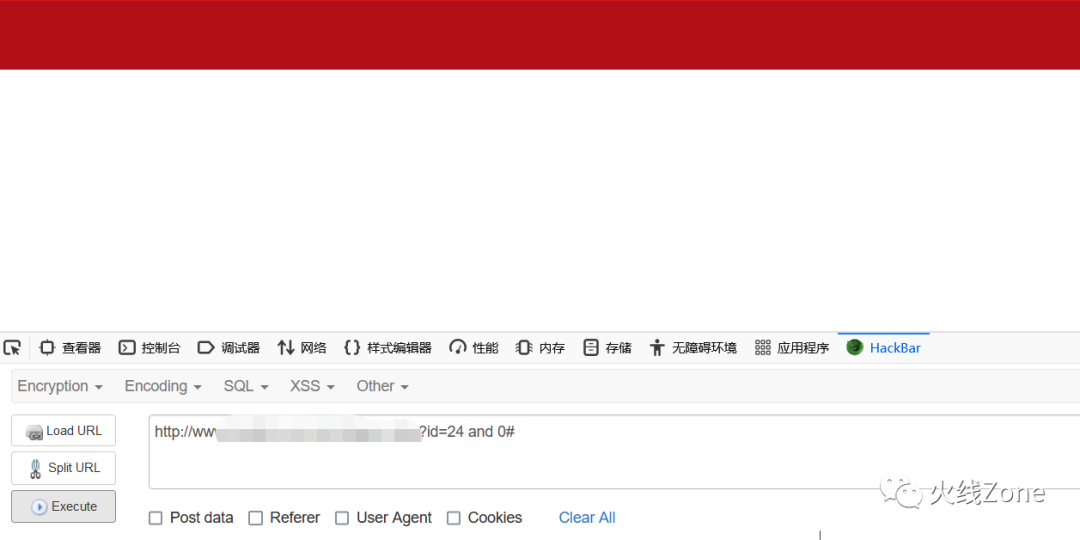 查看器 控制台 调试器 网络 样式编辑器 性能 内存 存储 无障碍环境 应用程序 HackBar
Encryption Encoding SQL XSS Other
Load URL
http://www ?id=24 and 0#
Split URL
Execute
火线Zone
Post data Referer User Agent Cookies Clear All